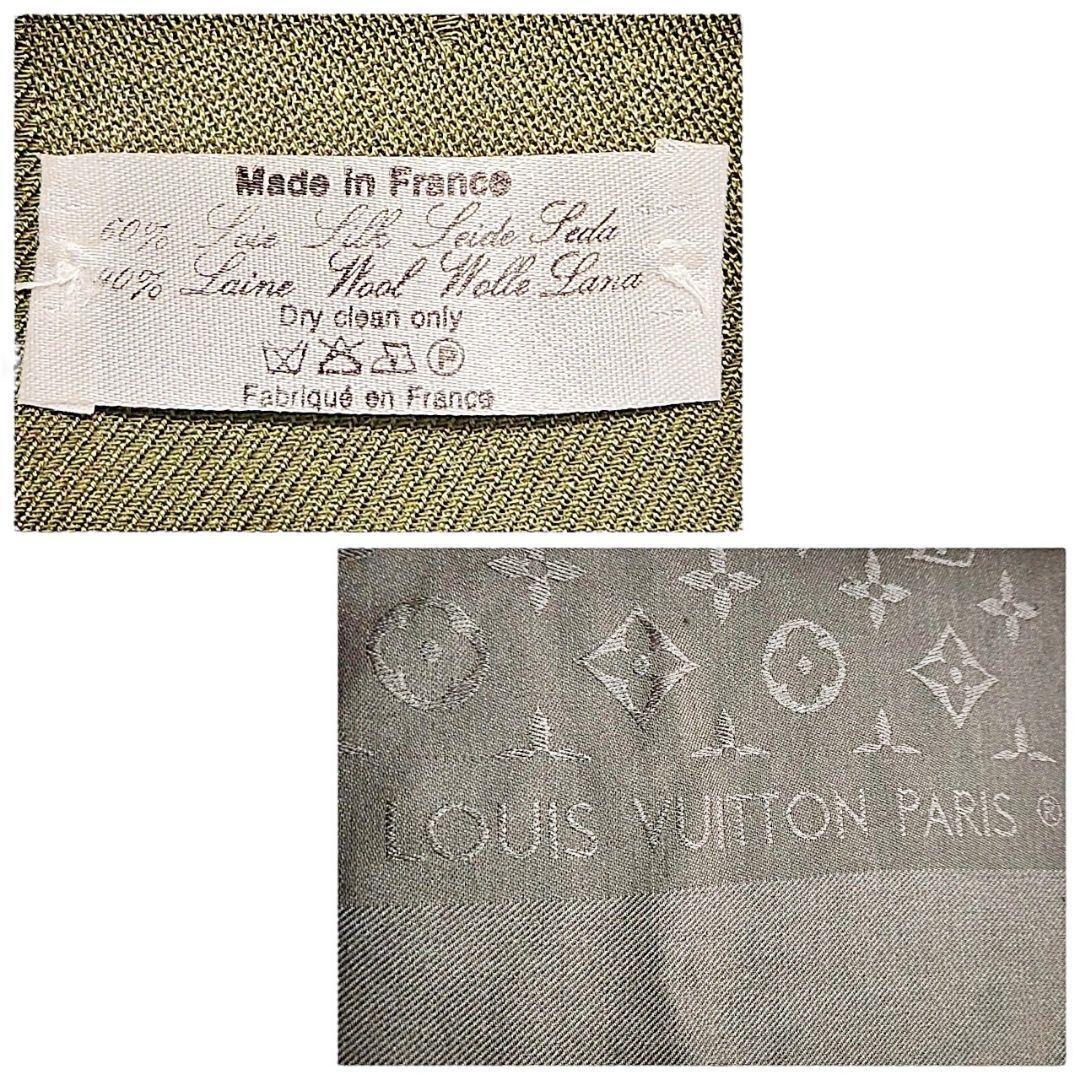 Made in France
60% Soie Silk Seide Seda
40% Laine Wool Wolle Lana
Dry clean only
P
Fabriqué en France
LOUIS VUITTON PARIS ®